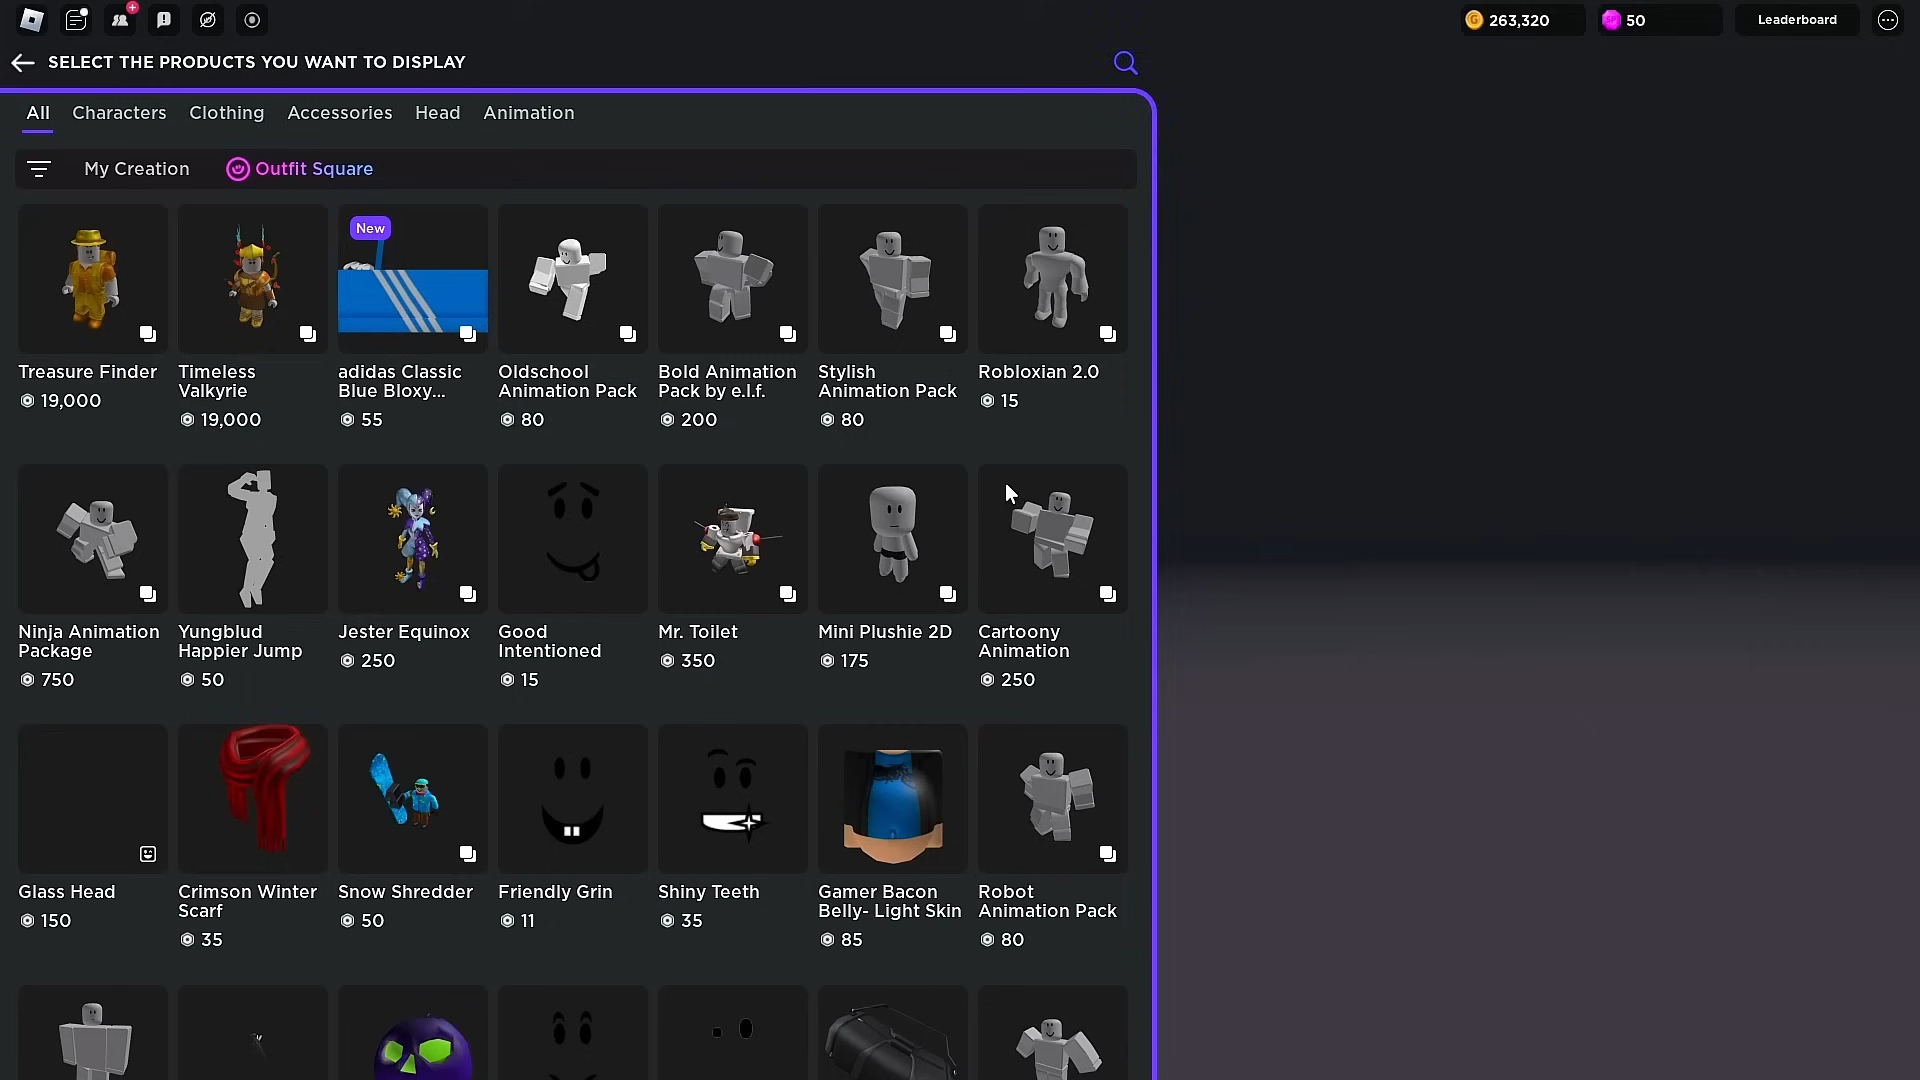 263,320
50
Leaderboard
SELECT THE PRODUCTS YOU WANT TO DISPLAY
All Characters Clothing Accessories Head Animation
My Creation Outfit Square
New
Treasure Finder
19,000
Timeless
Valkyrie
19,000
adidas Classic
Blue Bloxy...
55
Oldschool
Animation Pack
80
Bold Animation
Pack by e.l.f.
200
Stylish
Animation Pack
80
Robloxian 2.0
15
Ninja Animation
Package
750
Yungblud
Happier Jump
50
Jester Equinox
250
Good
Intentioned
15
Mr. Toilet
350
Mini Plushie 2D
175
Cartoony
Animation
250
Glass Head
150
Crimson Winter
Scarf
35
Snow Shredder
50
Friendly Grin
11
Shiny Teeth
35
Gamer Bacon
Belly- Light Skin
85
Robot
Animation Pack
80